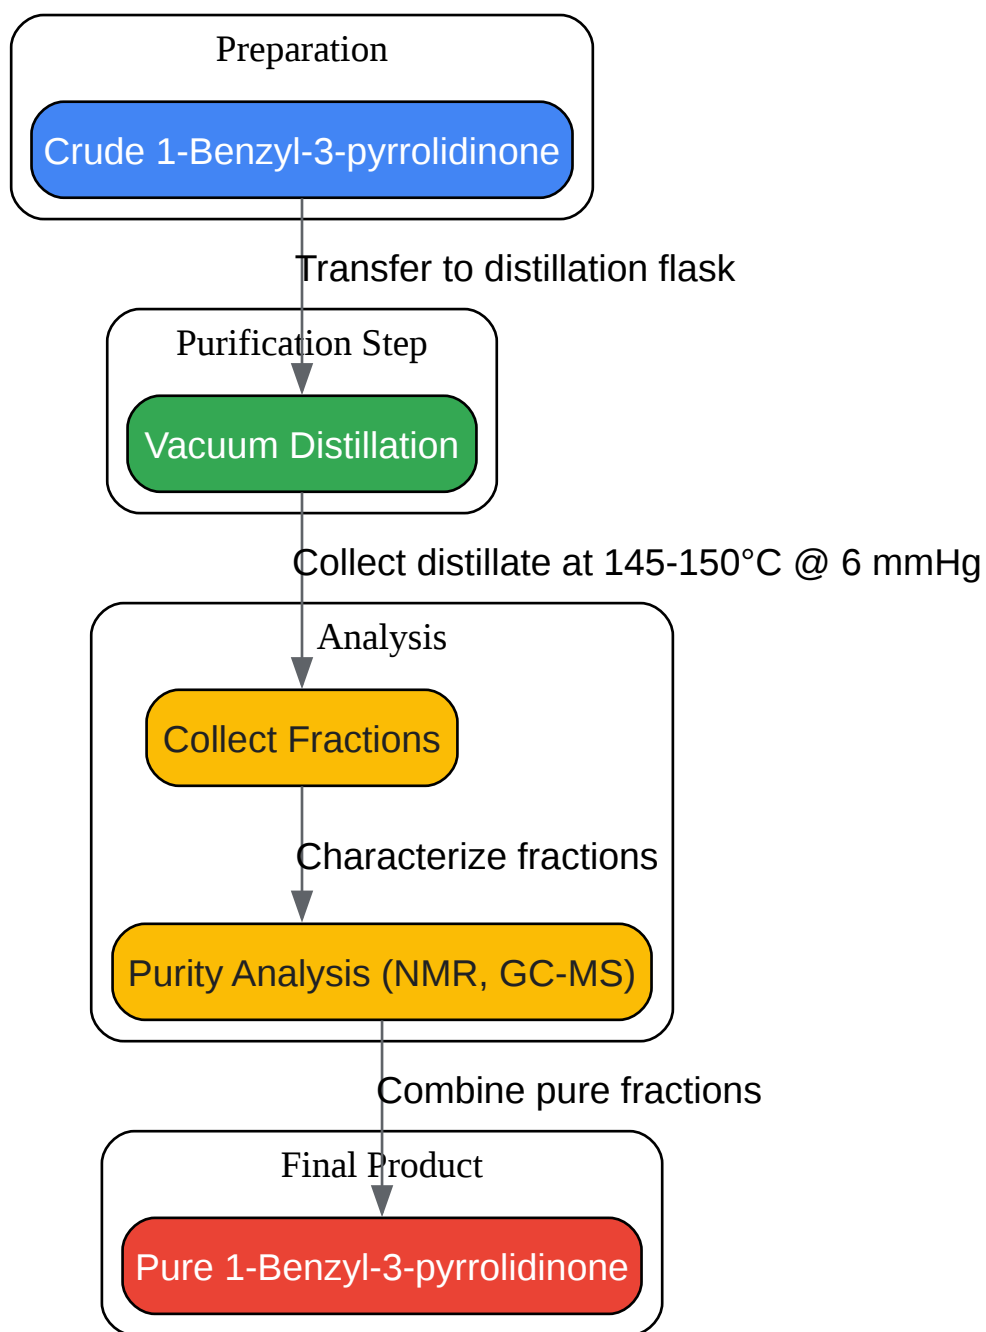 Preparation
Crude 1-Benzyl-3-pyrrolidinone
Transfer to distillation flask
Purification Step
Vacuum Distillation
Collect distillate at 145-150°C @ 6 mmHg
Analysis
Collect Fractions
Characterize fractions
Purity Analysis (NMR, GC-MS)
Combine pure fractions
Final Product
Pure 1-Benzyl-3-pyrrolidinone